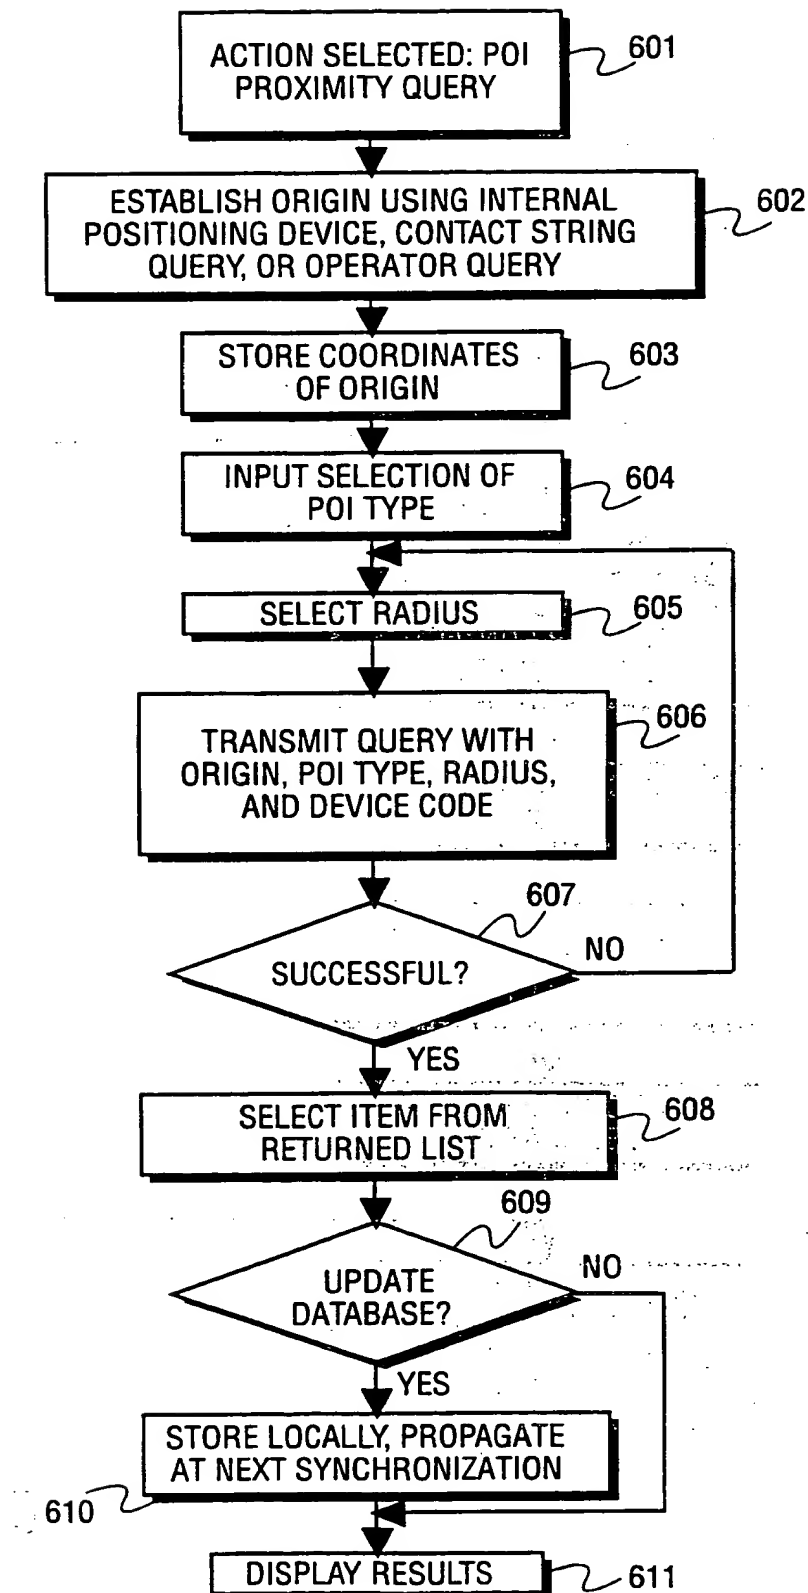 ACTION SELECTED: POI
PROXIMITY QUERY
601
ESTABLISH ORIGIN USING INTERNAL
POSITIONING DEVICE, CONTACT STRING
QUERY, OR OPERATOR QUERY
602
STORE COORDINATES
OF ORIGIN
603
INPUT SELECTION OF
POI TYPE
604
SELECT RADIUS
605
TRANSMIT QUERY WITH
ORIGIN, POI TYPE, RADIUS,
AND DEVICE CODE
606
607
SUCCESSFUL?
NO
YES
SELECT ITEM FROM
RETURNED LIST
608
609
UPDATE
DATABASE?
NO
YES
STORE LOCALLY, PROPAGATE
AT NEXT SYNCHRONIZATION
610
DISPLAY RESULTS
611